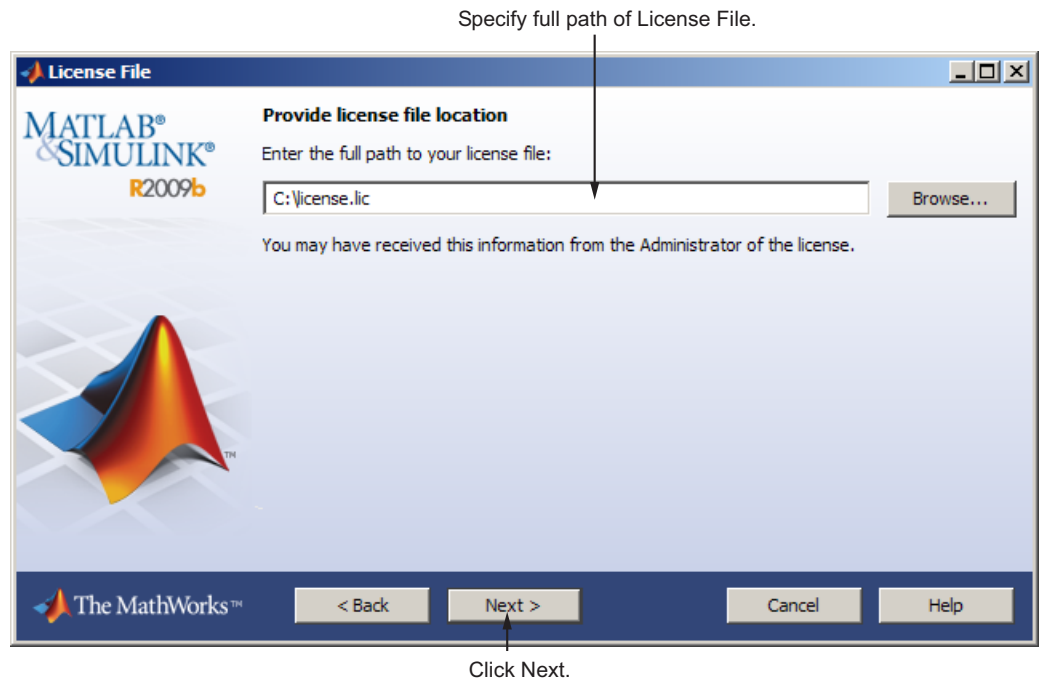 Specify full path of License File.
License File
MATLAB®
&SIMULINK®
R2009b
Provide license file location
Enter the full path to your license file:
C:\license.lic
Browse...
You may have received this information from the Administrator of the license.
TM
The MathWorks™
< Back
Next >
Cancel
Help
Click Next.